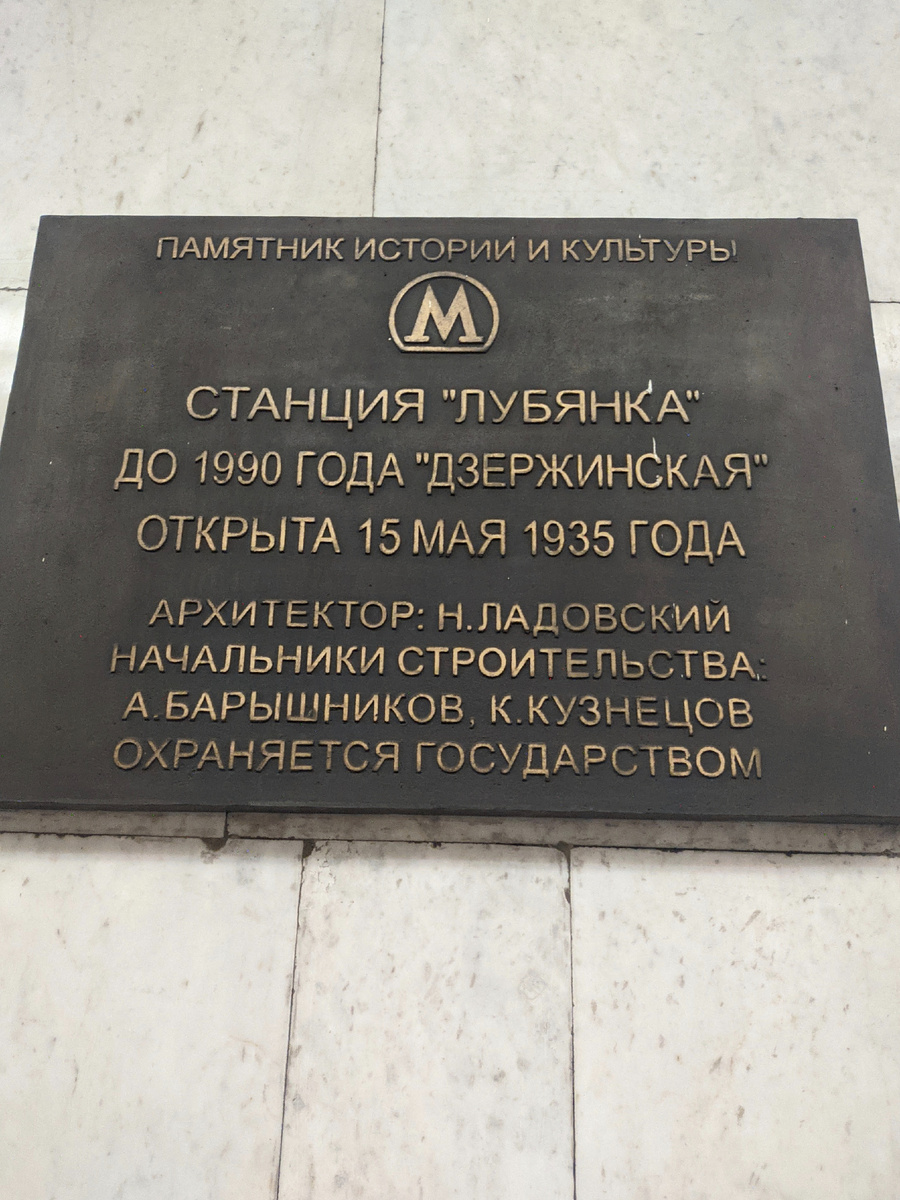 ПАМЯТНИК ИСТОРИИ И КУЛЬТУРЫ
М
СТАНЦИЯ "ЛУБЯНКА"
ДО 1990 ГОДА "ДЗЕРЖИНСКАЯ"
ОТКРЫТА 15 МАЯ 1935 ГОДА
АРХИТЕКТОР: Н.ЛАДОВСКИЙ
НАЧАЛЬНИКИ СТРОИТЕЛЬСТВА:
А.БАРЫШНИКОВ, К.КУЗНЕЦОВ
ОХРАНЯЕТСЯ ГОСУДАРСТВОМ